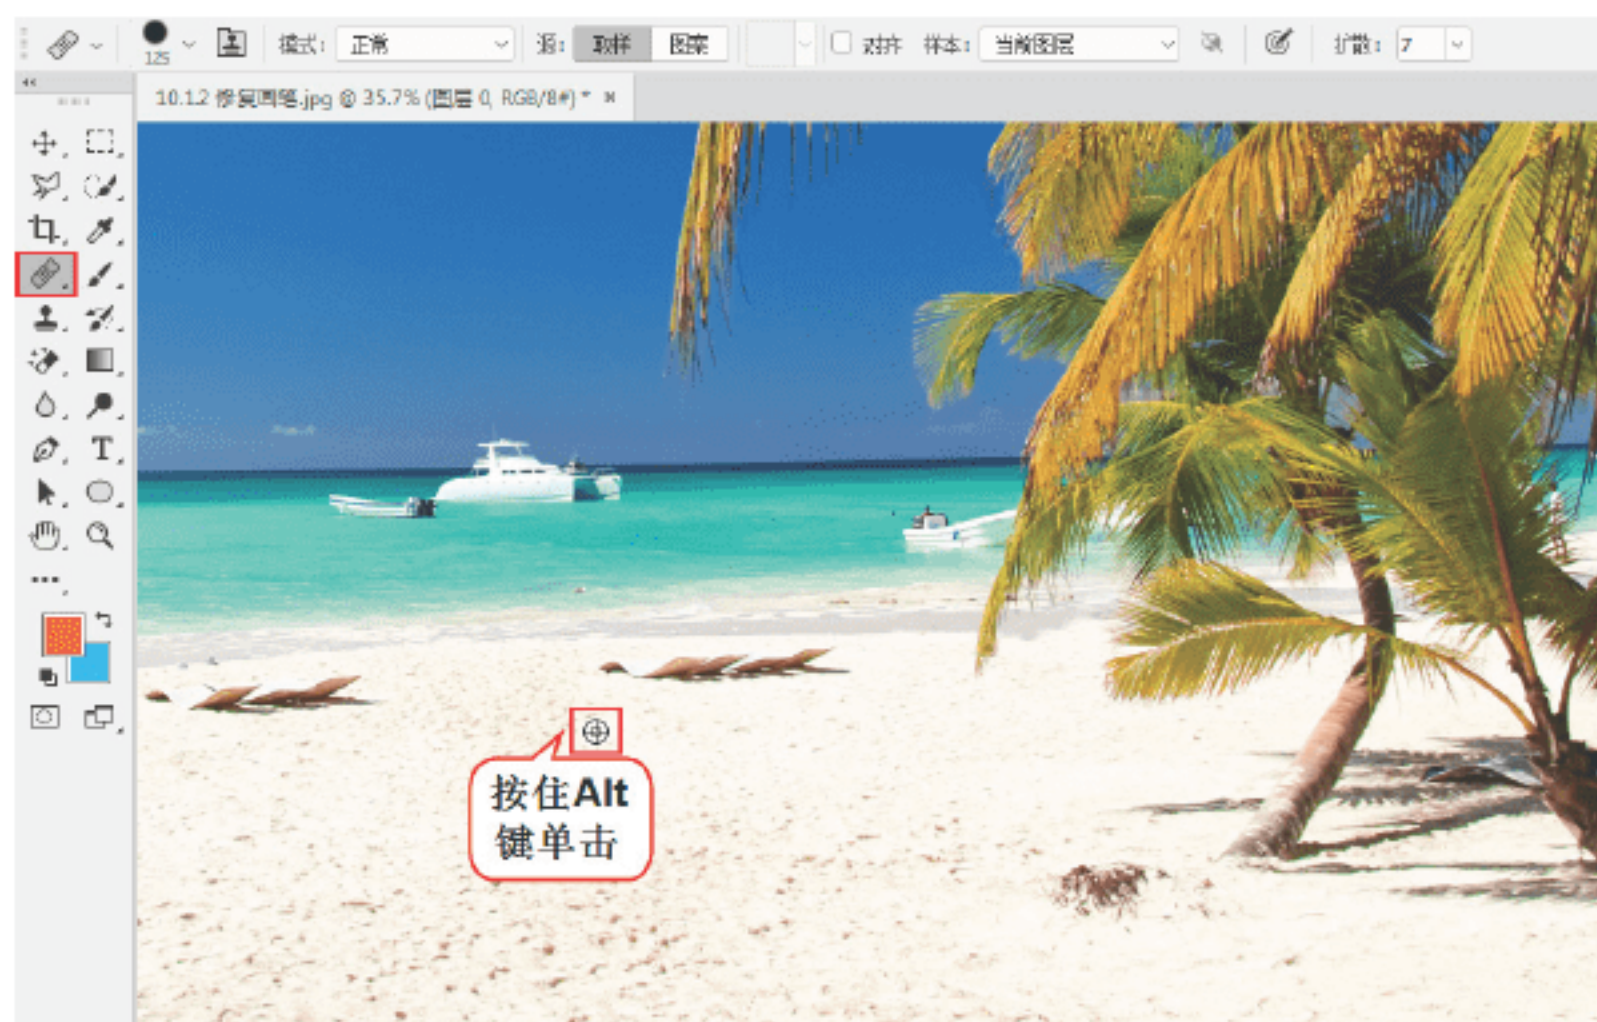 125 模式: 正常 源: 取样 图案 对齐 样本: 当前图层 扩散: 7
10.1.2 修复画笔.jpg @ 35.7% (图层 0, RGB/8#) * ×
T
按住Alt
键单击